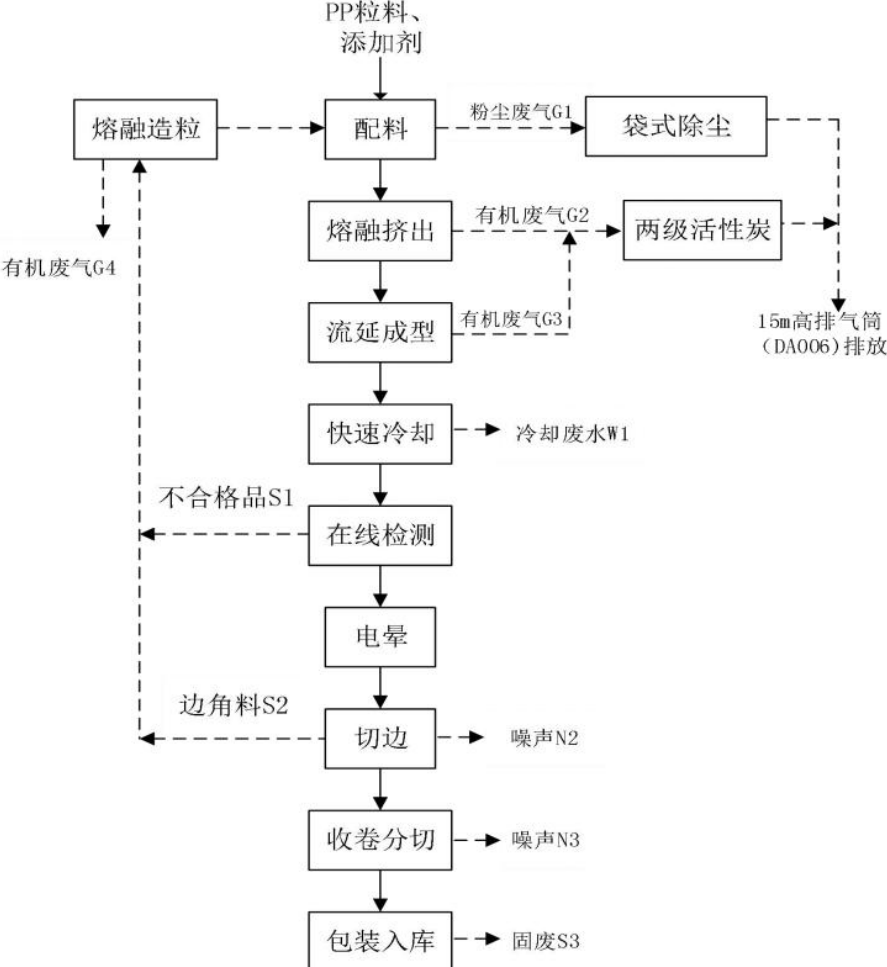 PP粒料、
添加剂
熔融造粒
配料
粉尘废气G1
袋式除尘
熔融挤出
有机废气G2
两级活性炭
有机废气G4
流延成型
有机废气G3
15m高排气筒
(DA006)排放
快速冷却
冷却废水W1
不合格品S1
在线检测
电晕
边角料S2
切边
噪声N2
收卷分切
噪声N3
包装入库
固废S3